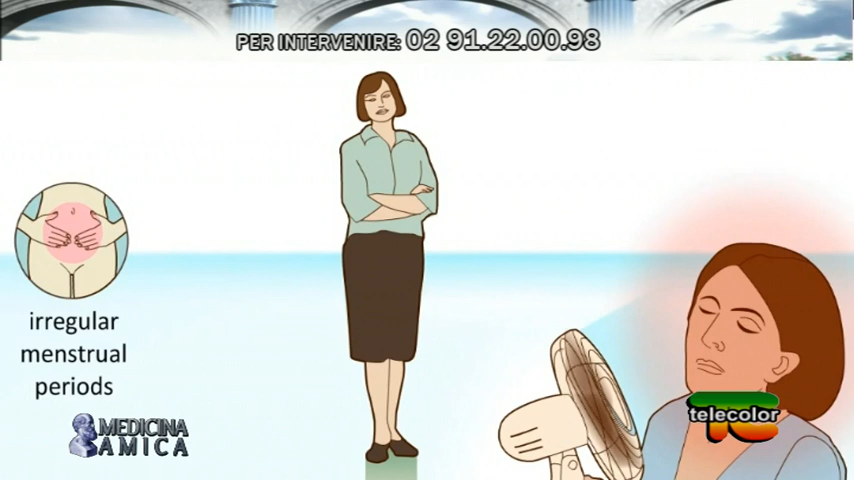 PER INTERVENIRE: 02 91.22.00.98
irregular
menstrual
periods
MEDICINA
AMICA
telecolor